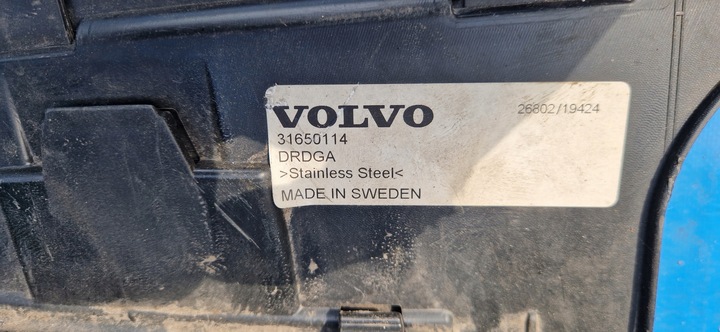 VOLVO
26802/19424
31650114
DRDGA
>Stainless Steel<
MADE IN SWEDEN